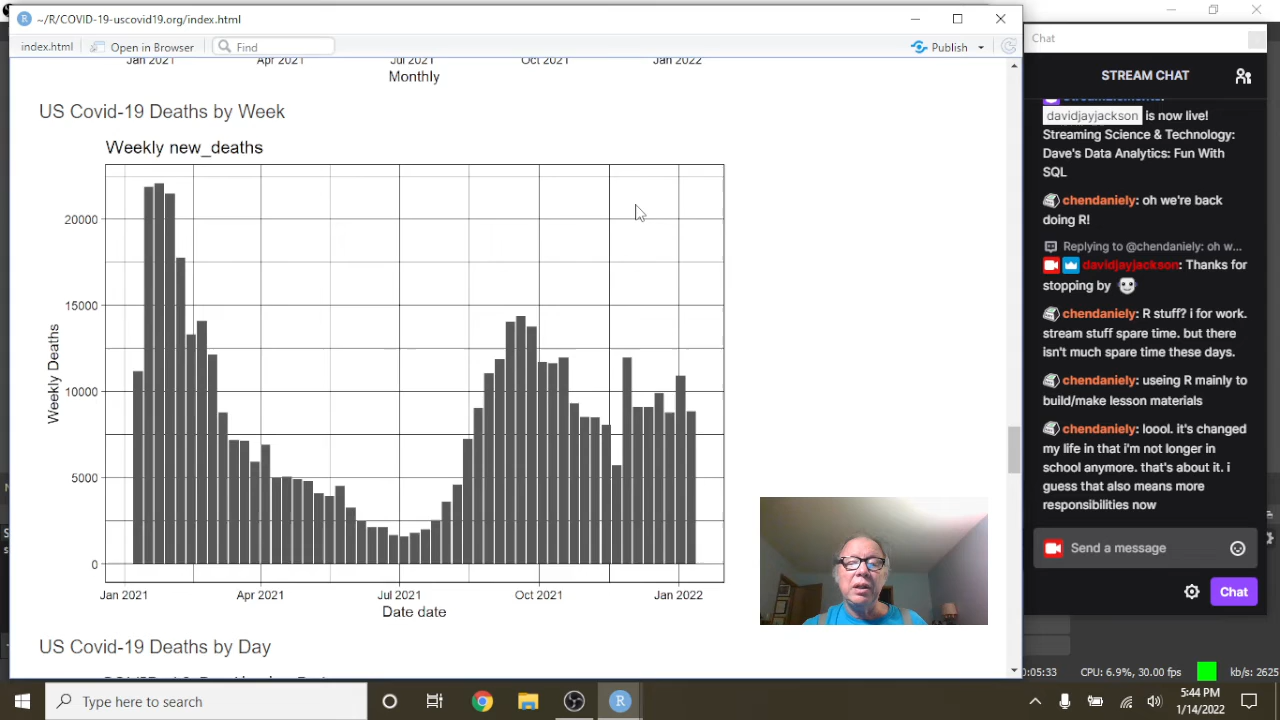 ~/R/COVID-19-uscovid19.org/index.html
index.html
Open in Browser
Find
Publish
Jan 2021 Apr 2021 Jul 2021 Oct 2021 Jan 2022
Monthly
US Covid-19 Deaths by Week
Weekly new_deaths
Weekly Deaths
20000
15000
10000
5000
0
Jan 2021 Apr 2021 Jul 2021 Oct 2021 Jan 2022
Date date
US Covid-19 Deaths by Day
Chat
STREAM CHAT
davidjayjackson is now live!
Streaming Science & Technology:
Dave's Data Analytics: Fun With
SQL
chendaniely: oh we're back
doing R!
Replying to @chendaniely: oh w...
davidjayjackson: Thanks for
stopping by
chendaniely: R stuff? i for work.
stream stuff spare time. but there
isn't much spare time these days.
chendaniely: useing R mainly to
build/make lesson materials
chendaniely: loool. it's changed
my life in that i'm not longer in
school anymore. that's about it. i
guess that also means more
responsibilities now
Send a message
Chat
0:05:33 CPU: 6.9%, 30.00 fps kb/s: 2625
Type here to search
R
5:44 PM
1/14/2022